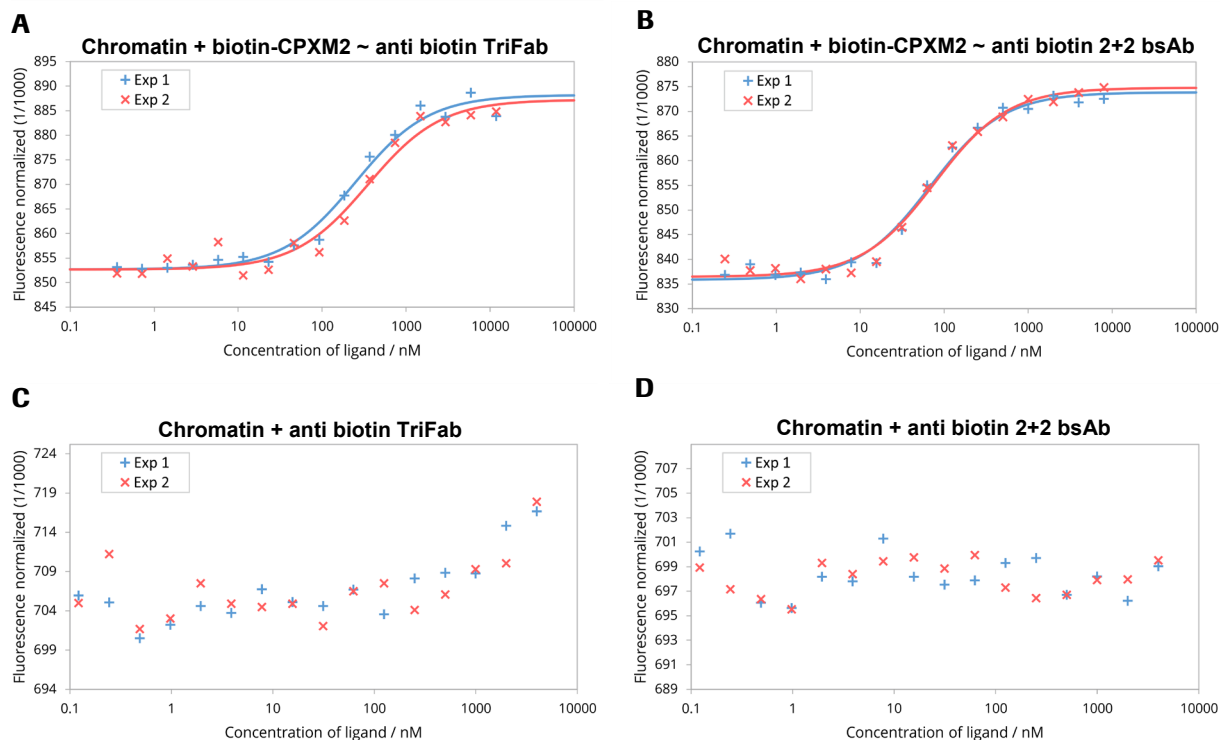 A
Chromatin + biotin-CPXM2 ~ anti biotin TriFab
Fluorescence normalized (1/1000)
895
890
885
880
875
870
865
860
855
850
845
Exp 1
Exp 2
0.1 1 10 100 1000 10000 100000
Concentration of ligand / nM
B
Chromatin + biotin-CPXM2 ~ anti biotin 2+2 bsAb
Fluorescence normalized (1/1000)
880
875
870
865
860
855
850
845
840
835
830
Exp 1
Exp 2
0.1 1 10 100 1000 10000 100000
Concentration of ligand / nM
C
Chromatin + anti biotin TriFab
Fluorescence normalized (1/1000)
724
719
714
709
704
699
694
Exp 1
Exp 2
0.1 1 10 100 1000 10000
Concentration of ligand / nM
D
Chromatin + anti biotin 2+2 bsAb
Fluorescence normalized (1/1000)
707
705
703
701
699
697
695
693
691
689
Exp 1
Exp 2
0.1 1 10 100 1000 10000
Concentration of ligand / nM